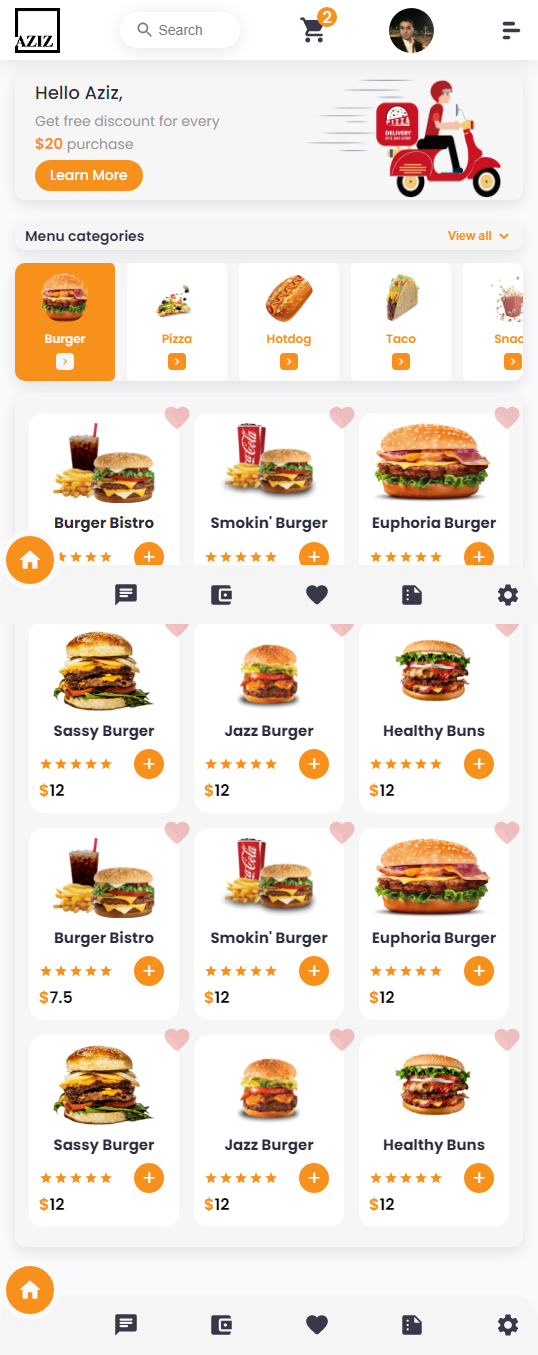 AZIZ
Search
2
Hello Aziz,
Get free discount for every
$20 purchase
Learn More
PIZZA
DELIVERY
Menu categories
View all
Burger
Pizza
Hotdog
Taco
Snac
Burger Bistro
Smokin' Burger
Euphoria Burger
Sassy Burger
Jazz Burger
Healthy Buns
$12
$12
$12
Coca-Cola
Burger Bistro
Smokin' Burger
Euphoria Burger
$7.5
$12
$12
Sassy Burger
Jazz Burger
Healthy Buns
$12
$12
$12